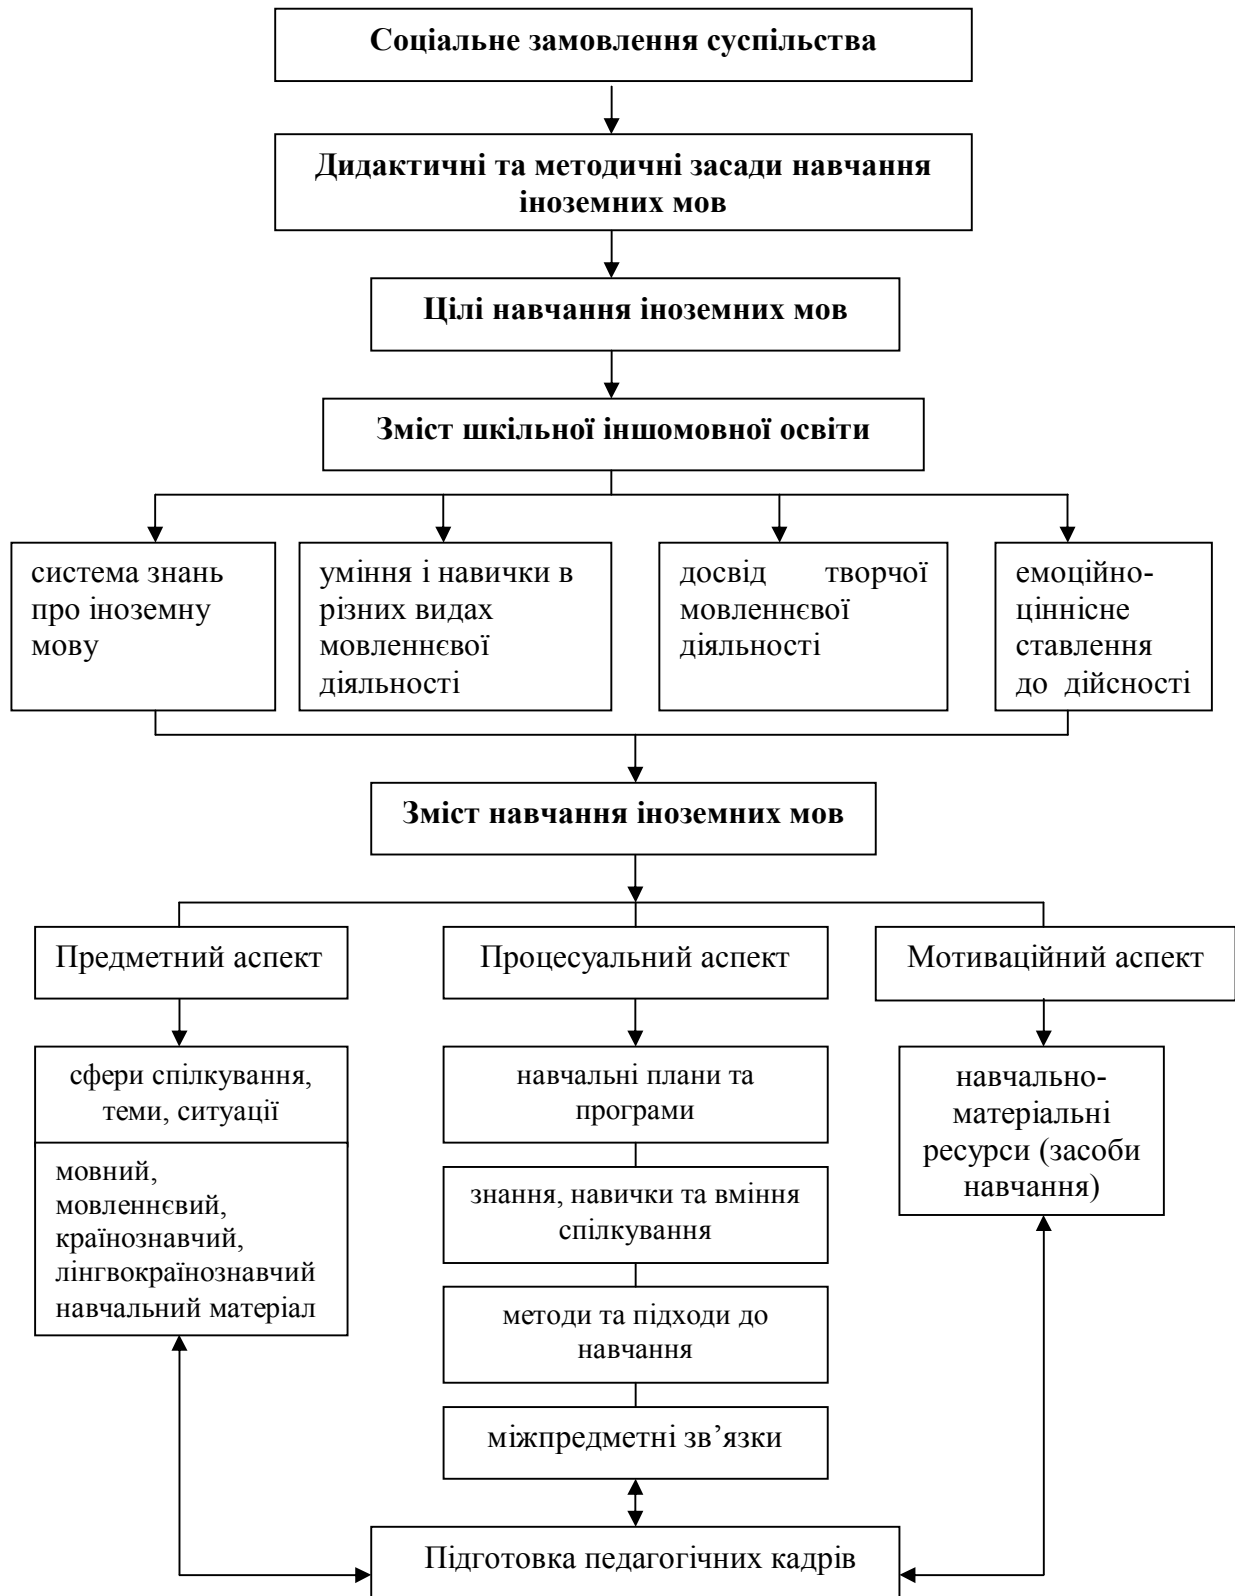 Соціальне замовлення суспільства
Дидактичні та методичні засади навчання
іноземних мов
Цілі навчання іноземних мов
Зміст шкільної іншомовної освіти
система знань
про іноземну
мову
уміння і навички в
різних видах
мовленнєвої
діяльності
досвід творчої
мовленнєвої
діяльності
емоційно-
ціннісне
ставлення
до дійсності
Зміст навчання іноземних мов
Предметний аспект
Процесуальний аспект
Мотиваційний аспект
сфери спілкування,
теми, ситуації
мовний,
мовленнєвий,
країнознавчий,
лінгвокраїнознавчий
навчальний матеріал
навчальні плани та
програми
знання, навички та вміння
спілкування
методи та підходи до
навчання
міжпредметні зв’язки
навчально-
матеріальні
ресурси (засоби
навчання)
Підготовка педагогічних кадрів